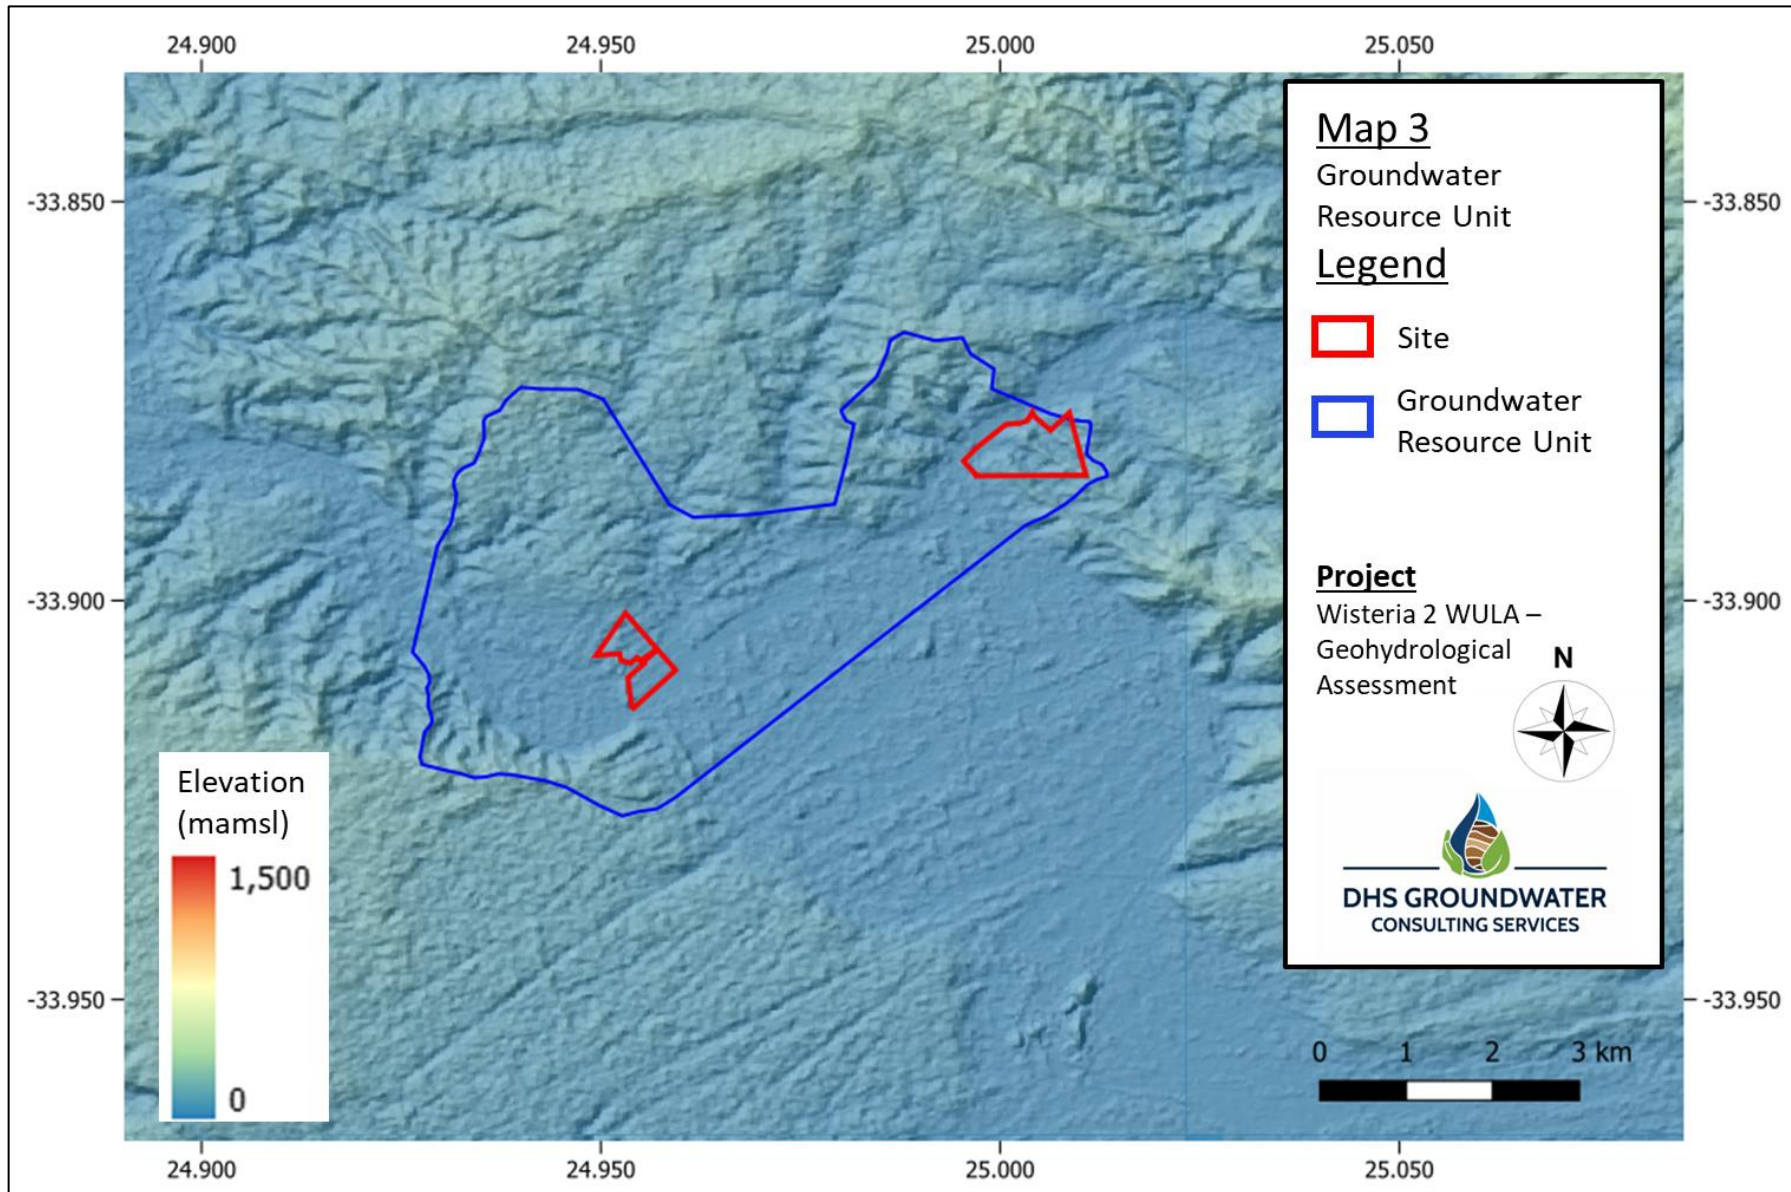 24.900 24.950 25.000 25.050
Map 3
Groundwater
Resource Unit
Legend
Site
Groundwater
Resource Unit
Project
Wisteria 2 WULA –
Geohydrological
Assessment
N
DHS GROUNDWATER
CONSULTING SERVICES
-33.850 -33.850
-33.900 -33.900
-33.950 -33.950
Elevation
(mamsl)
1,500
0
0 1 2 3 km
24.900 24.950 25.000 25.050